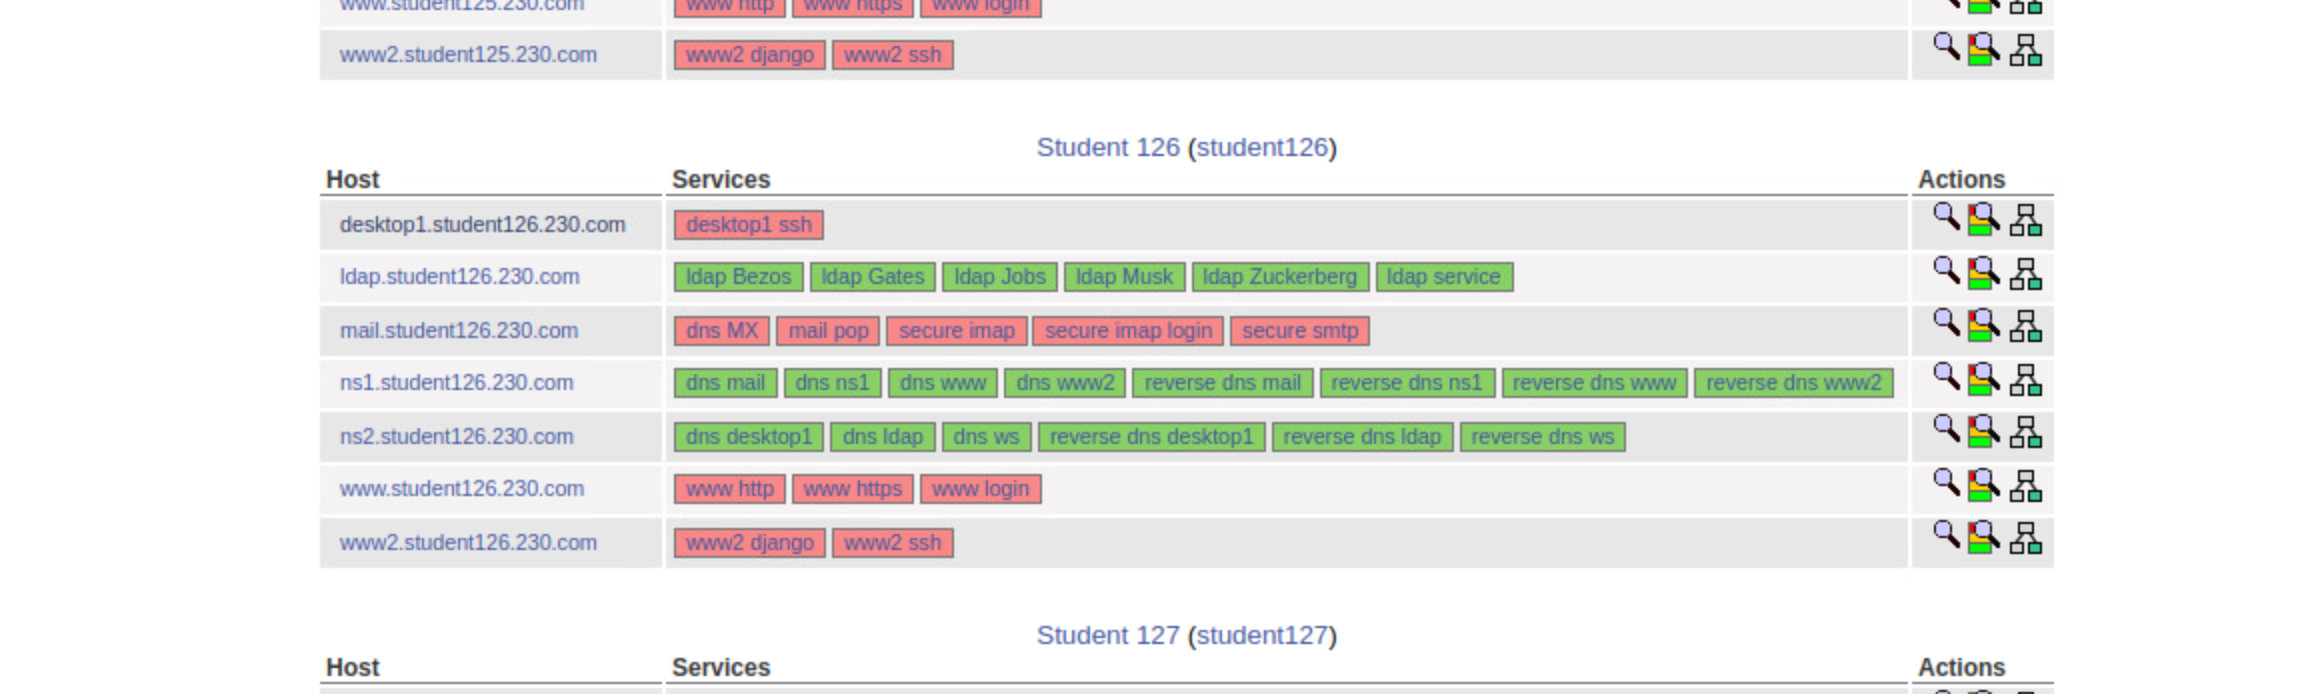 www.student125.230.com www http www https www login
www2.student125.230.com www2 django www2 ssh
Student 126 (student126)
Host Services Actions
desktop1.student126.230.com desktop1 ssh
ldap.student126.230.com ldap Bezos ldap Gates ldap Jobs ldap Musk ldap Zuckerberg ldap service
mail.student126.230.com dns MX mail pop secure imap secure imap login secure smtp
ns1.student126.230.com dns mail dns ns1 dns www dns www2 reverse dns mail reverse dns ns1 reverse dns www reverse dns www2
ns2.student126.230.com dns desktop1 dns ldap dns ws reverse dns desktop1 reverse dns ldap reverse dns ws
www.student126.230.com www http www https www login
www2.student126.230.com www2 django www2 ssh
Student 127 (student127)
Host Services Actions